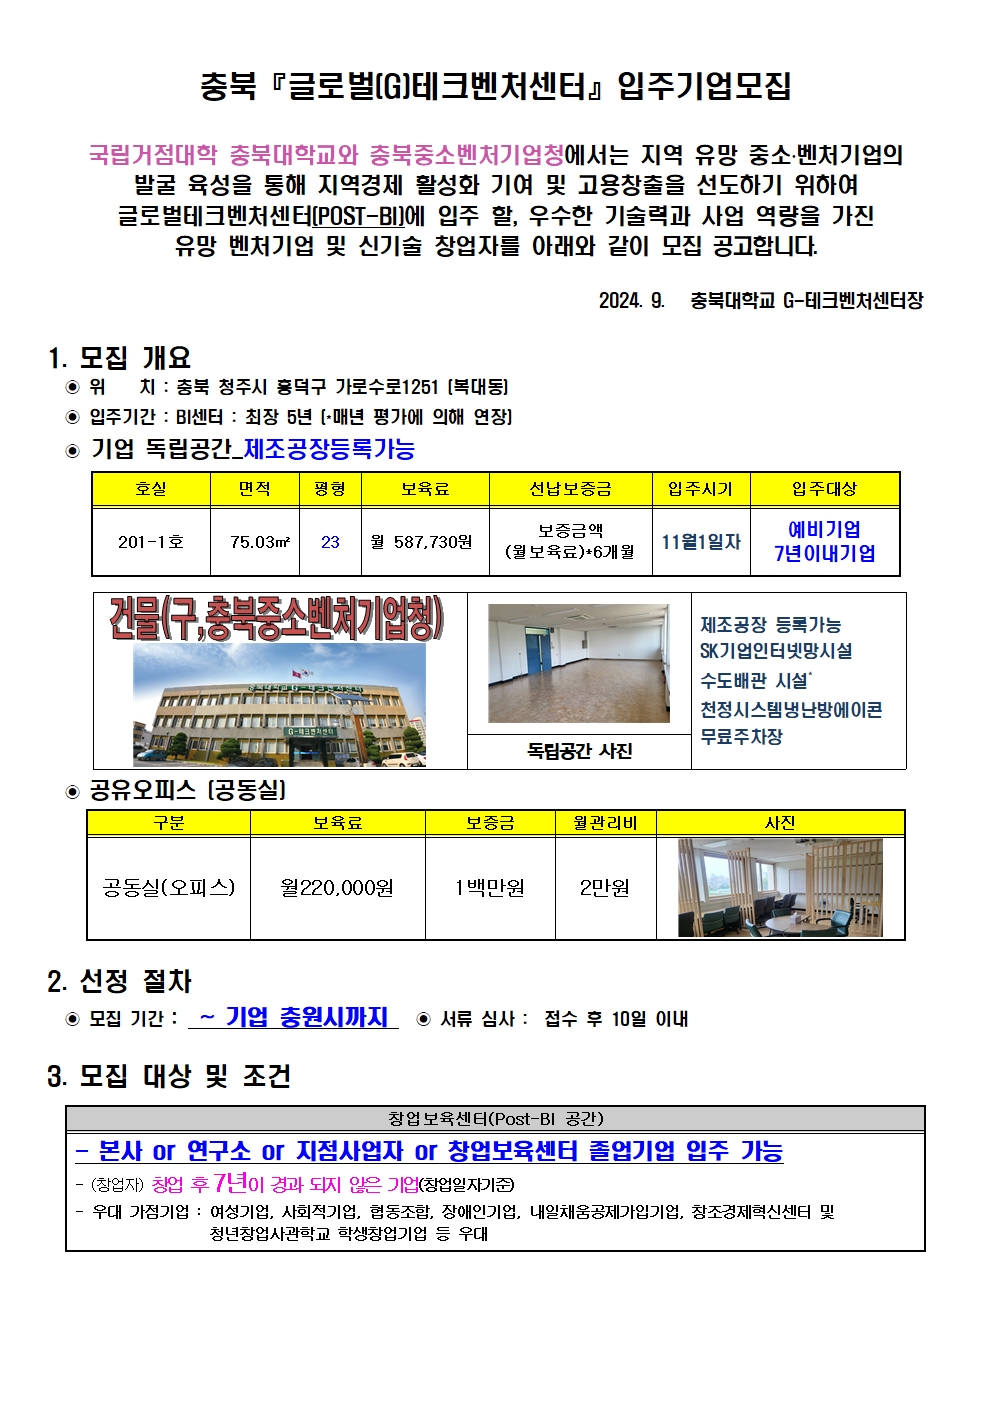 충북『글로벌(G)테크벤처센터』입주기업모집
국립거점대학 충북대학교와 충북중소벤처기업청에서는 지역 유망 중소·벤처기업의
발굴 육성을 통해 지역경제 활성화 기여 및 고용창출을 선도하기 위하여
글로벌테크벤처센터(POST-BI)에 입주 할, 우수한 기술력과 사업 역량을 가진
유망 벤처기업 및 신기술 창업자를 아래와 같이 모집 공고합니다.
2024. 9. 충북대학교 G-테크벤처센터장
1. 모집 개요
◉ 위 치 : 충북 청주시 흥덕구 가로수로1251 (복대동)
◉ 입주기간 : BI센터 : 최장 5년 (*매년 평가에 의해 연장)
◉ 기업 독립공간_제조공장등록가능
호실 면적 평형 보육료 선납보증금 입주시기 입주대상
201-1호 75.03㎡ 23 월 587,730원 보증금액 (월보육료)*6개월 11월1일자 예비기업 7년이내기업
건물(구,충북중소벤처기업청)
충북대학교 G-테크벤처센터
G-테크벤처센터
독립공간 사진
제조공장 등록가능
SK기업인터넷망시설
수도배관 시설*
천정시스템냉난방에이콘
무료주차장
◉ 공유오피스 (공동실)
구분 보육료 보증금 월관리비 사진
공동실(오피스) 월220,000원 1백만원 2만원
2. 선정 절차
◉ 모집 기간 : ~ 기업 충원시까지 ◉ 서류 심사 : 접수 후 10일 이내
3. 모집 대상 및 조건
창업보육센터(Post-BI 공간)
- 본사 or 연구소 or 지점사업자 or 창업보육센터 졸업기업 입주 가능
- (창업자) 창업 후 7년이 경과 되지 않은 기업(창업일자기준)
- 우대 가점기업 : 여성기업, 사회적기업, 협동조합, 장애인기업, 내일채움공제가입기업, 창조경제혁신센터 및
청년창업사관학교 학생창업기업 등 우대